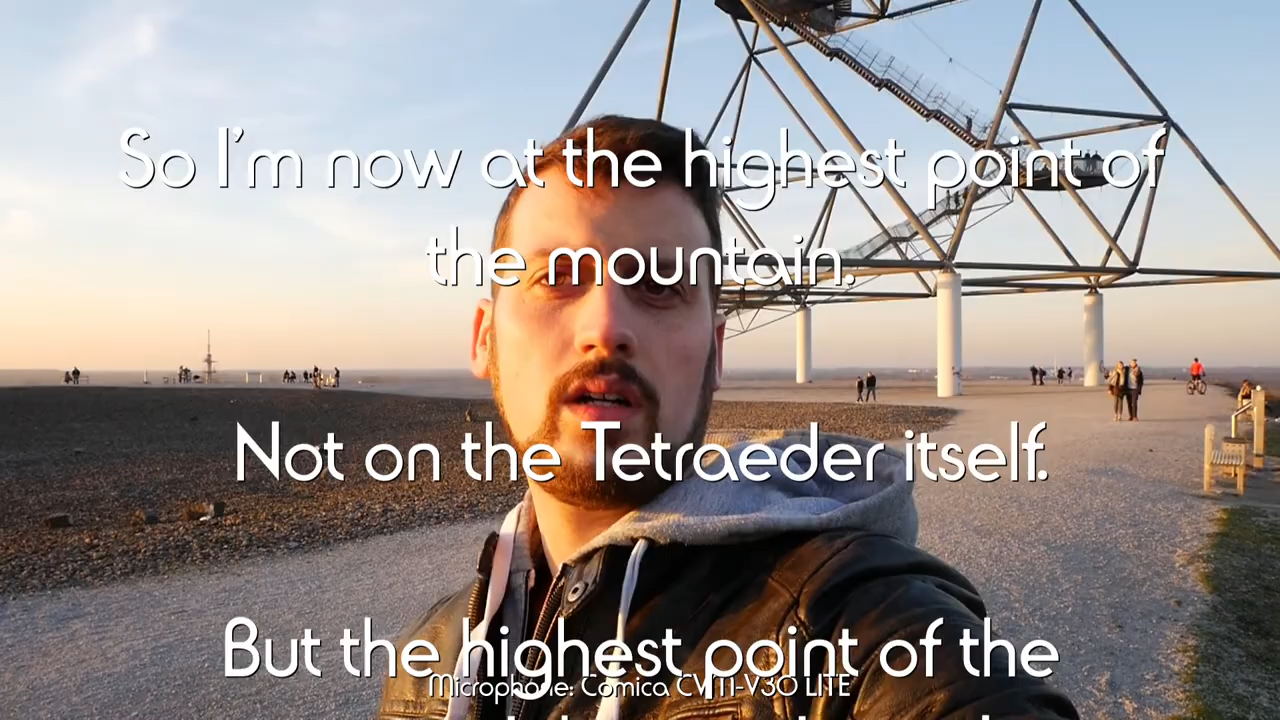 So I'm now at the highest point of
the mountain.
Not on the Tetraeder itself.
But the highest point of the
Microphone: Comica CVM-V30 LITE